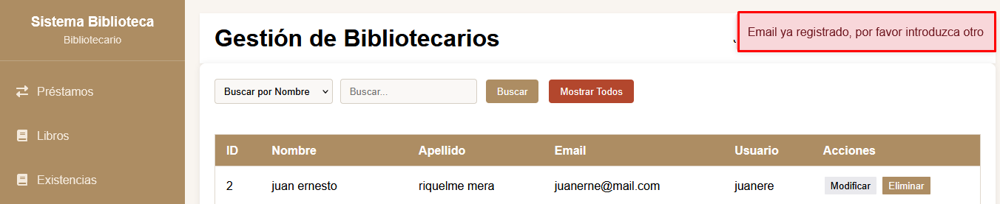 Sistema Biblioteca
Bibliotecario
Préstamos
Libros
Existencias
Gestión de Bibliotecarios
Email ya registrado, por favor introduzca otro
Buscar por Nombre Buscar... Buscar Mostrar Todos
ID Nombre Apellido Email Usuario Acciones
2 juan ernesto riquelme mera juanerne@mail.com juanere Modificar Eliminar